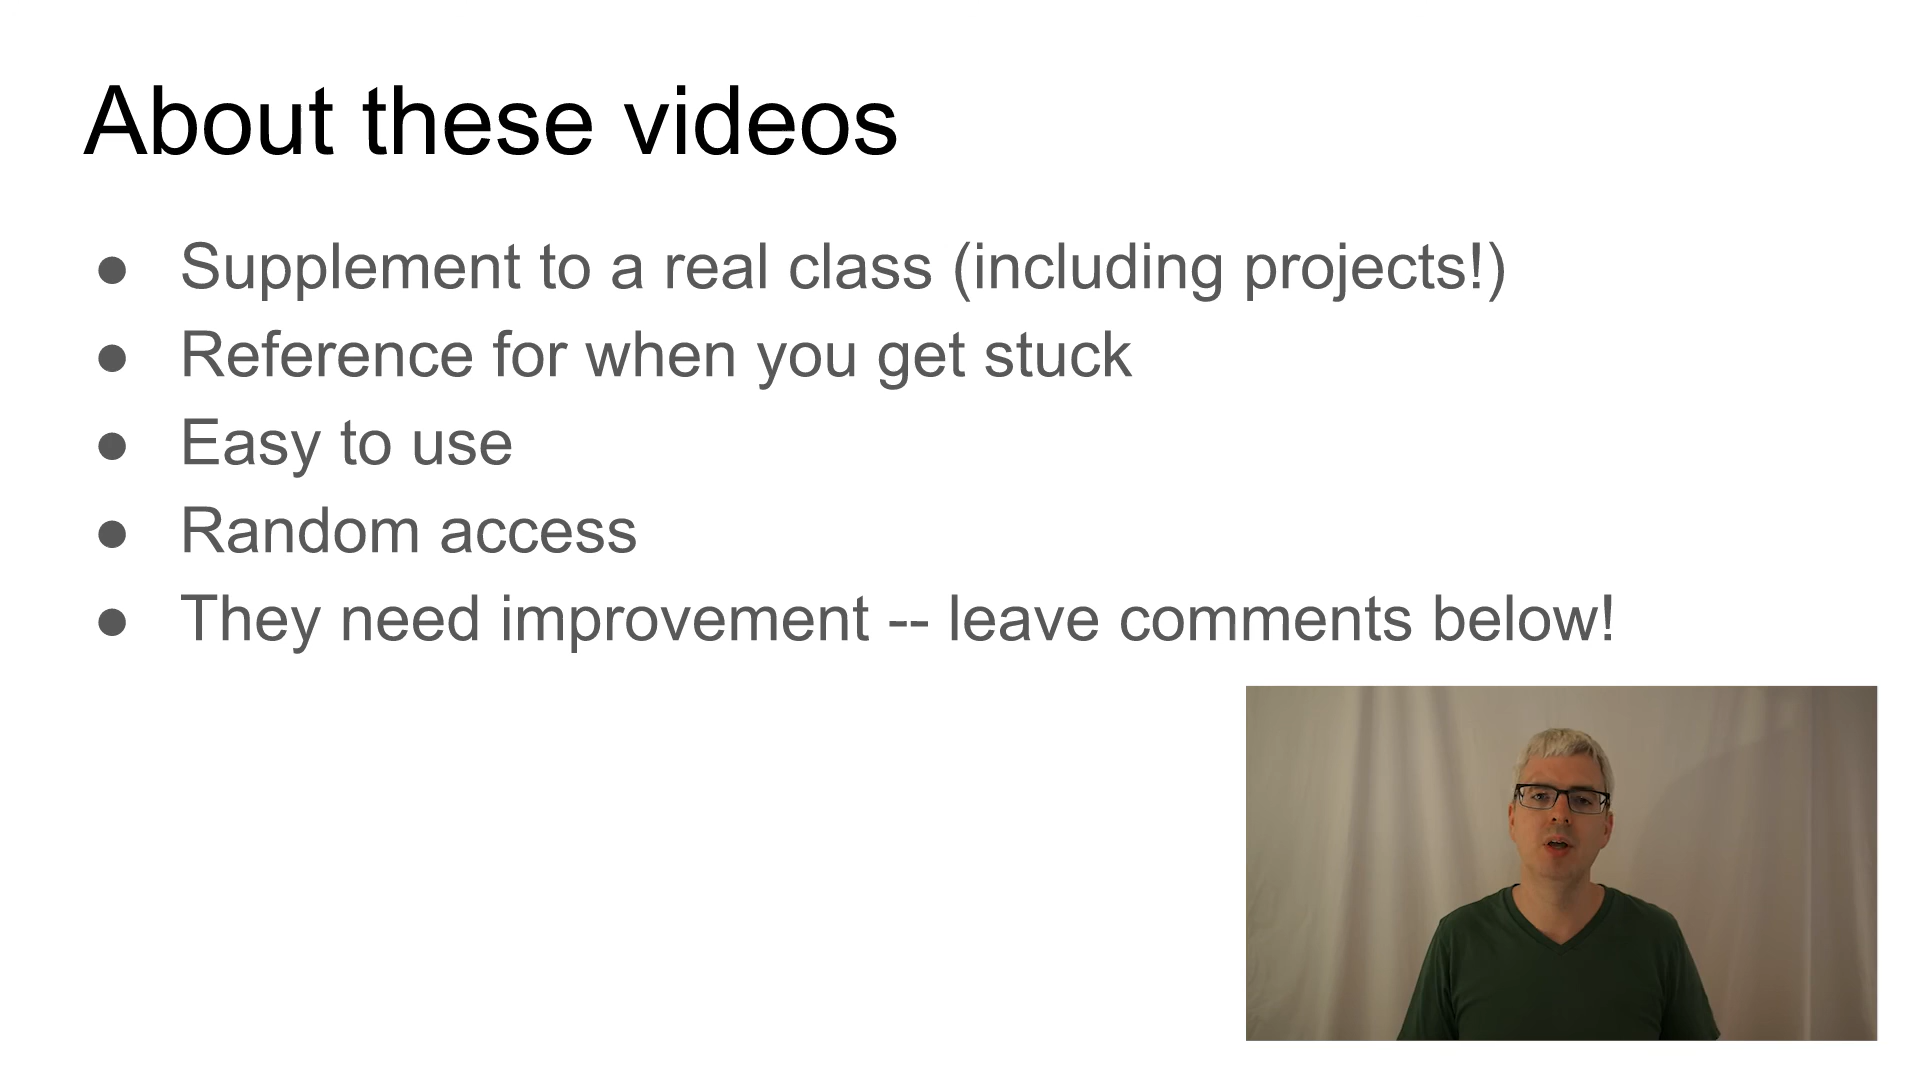 About these videos
● Supplement to a real class (including projects!)
● Reference for when you get stuck
● Easy to use
● Random access
● They need improvement -- leave comments below!